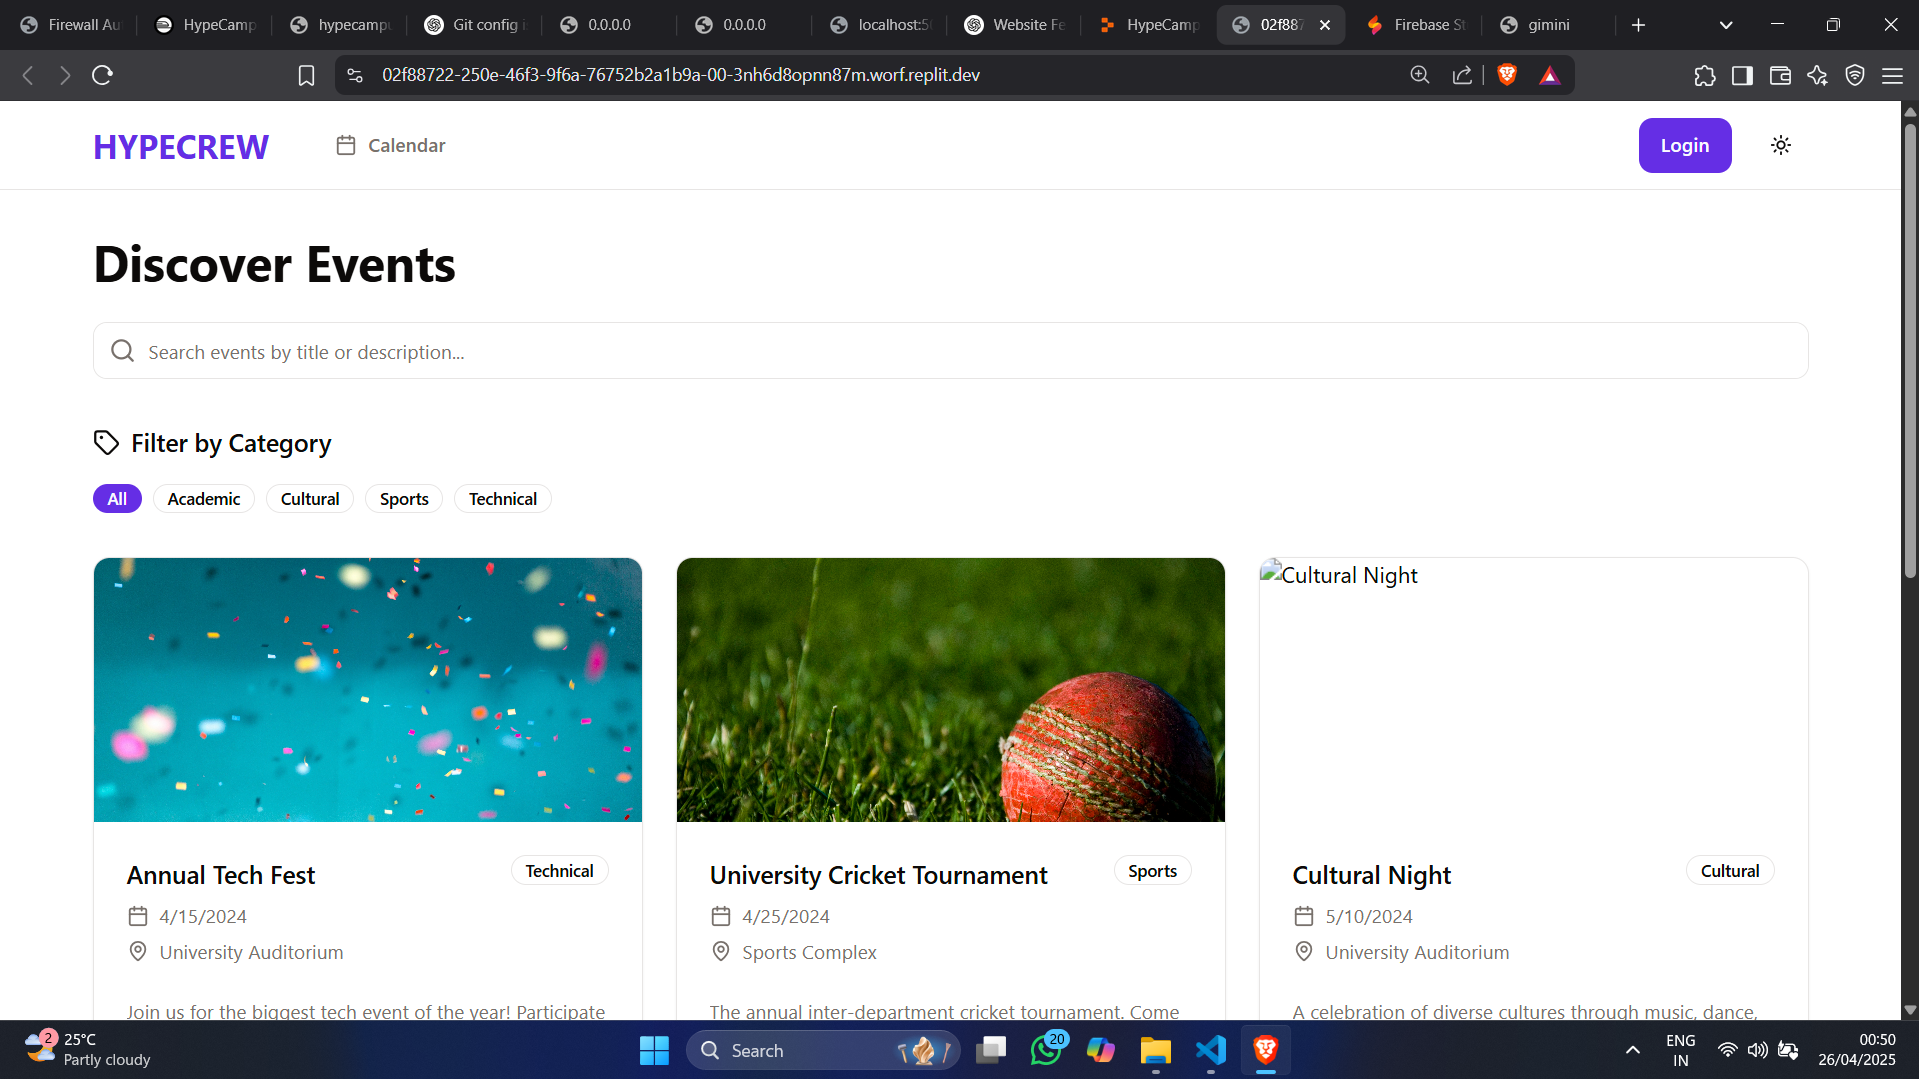 Firewall Au
HypeCamp
hypecampu
Git config i
0.0.0.0
0.0.0.0
localhost:50
Website Fe
HypeCamp
02f887
Firebase St
gimini
02f88722-250e-46f3-9f6a-76752b2a1b9a-00-3nh6d8opnn87m.worf.replit.dev
HYPECREW
Calendar
Login
Discover Events
Search events by title or description...
Filter by Category
All
Academic
Cultural
Sports
Technical
Cultural Night
Annual Tech Fest
Technical
4/15/2024
University Auditorium
Join us for the biggest tech event of the year! Participate
University Cricket Tournament
Sports
4/25/2024
Sports Complex
The annual inter-department cricket tournament. Come
Cultural Night
Cultural
5/10/2024
University Auditorium
A celebration of diverse cultures through music, dance,
2
25°C
Partly cloudy
Search
20
ENG
IN
00:50
26/04/2025